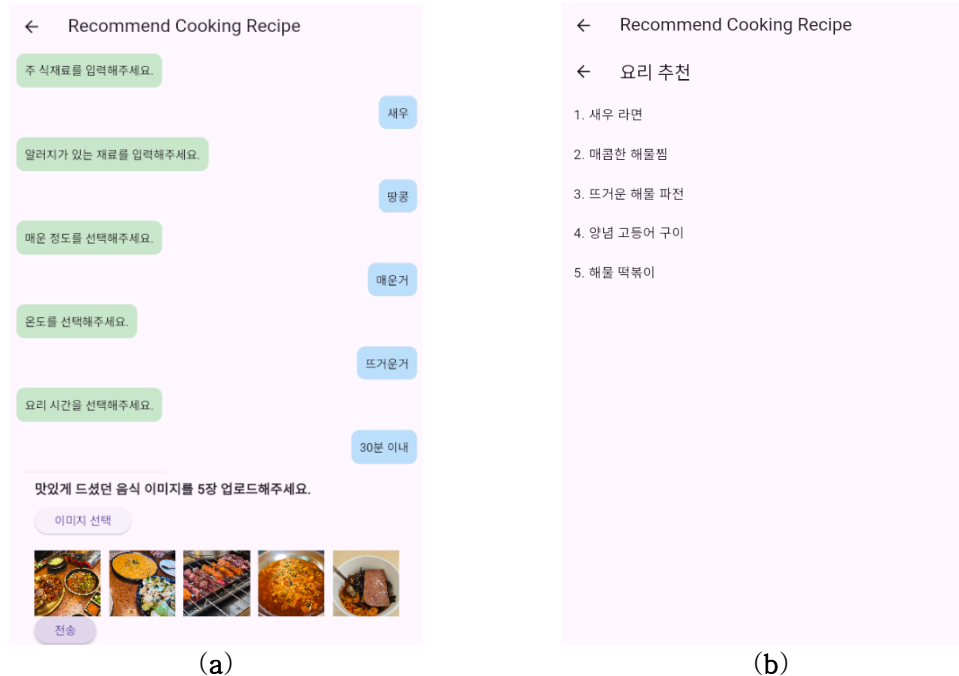 ← Recommend Cooking Recipe
주 식재료를 입력해주세요.
새우
알러지가 있는 재료를 입력해주세요.
땅콩
매운 정도를 선택해주세요.
매운거
온도를 선택해주세요.
뜨거운거
요리 시간을 선택해주세요.
30분 이내
맛있게 드셨던 음식 이미지를 5장 업로드해주세요.
이미지 선택
전송
(a)
← Recommend Cooking Recipe
← 요리 추천
1. 새우 라면
2. 매콤한 해물찜
3. 뜨거운 해물 파전
4. 양념 고등어 구이
5. 해물 떡볶이
(b)